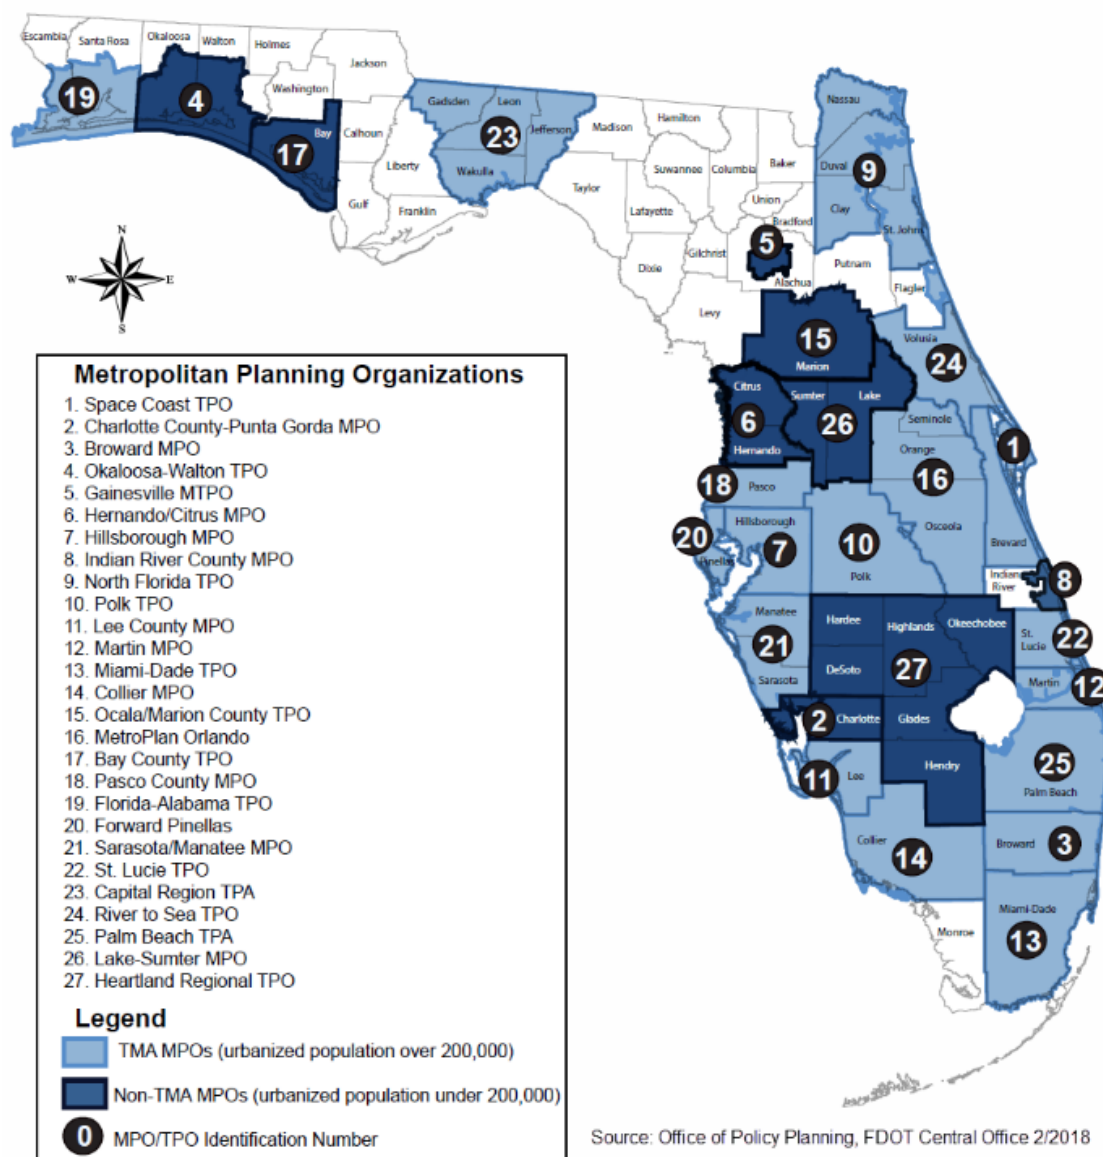 Escambia
Santa Rosa
Okaloosa
Walton
Holmes
Jackson
Washington
19
4
Bay
17
Calhoun
Gadsden
Leon
23
Jefferson
Madison
Hamilton
Liberty
Wakulla
Gulf
Franklin
Taylor
Suwannee
Columbia
Baker
Lafayette
Union
Bradford
Nassau
Duval
9
Clay
St. Johns
5
Gilchrist
Dixie
Alachua
Putnam
Flagler
Levy
N
W
E
S
15
Marion
Volusia
24
Citrus
Sumter
Lake
6
26
Hernando
Seminole
Orange
1
18
Pasco
16
20
Hillsborough
7
10
Osceola
Brevard
Pinellas
Polk
Indian
River
8
Manatee
Hardee
Highlands
Okeechobee
St.
Lucie
22
21
DeSoto
27
Sarasota
Martin
12
2
Charlotte
Glades
11
Lee
Hendry
25
Palm Beach
Collier
14
Broward
3
Miami-Dade
Monroe
13
Metropolitan Planning Organizations
1. Space Coast TPO
2. Charlotte County-Punta Gorda MPO
3. Broward MPO
4. Okaloosa-Walton TPO
5. Gainesville MTPO
6. Hernando/Citrus MPO
7. Hillsborough MPO
8. Indian River County MPO
9. North Florida TPO
10. Polk TPO
11. Lee County MPO
12. Martin MPO
13. Miami-Dade TPO
14. Collier MPO
15. Ocala/Marion County TPO
16. MetroPlan Orlando
17. Bay County TPO
18. Pasco County MPO
19. Florida-Alabama TPO
20. Forward Pinellas
21. Sarasota/Manatee MPO
22. St. Lucie TPO
23. Capital Region TPA
24. River to Sea TPO
25. Palm Beach TPA
26. Lake-Sumter MPO
27. Heartland Regional TPO
Legend
TMA MPOs (urbanized population over 200,000)
Non-TMA MPOs (urbanized population under 200,000)
0 MPO/TPO Identification Number
Source: Office of Policy Planning, FDOT Central Office 2/2018